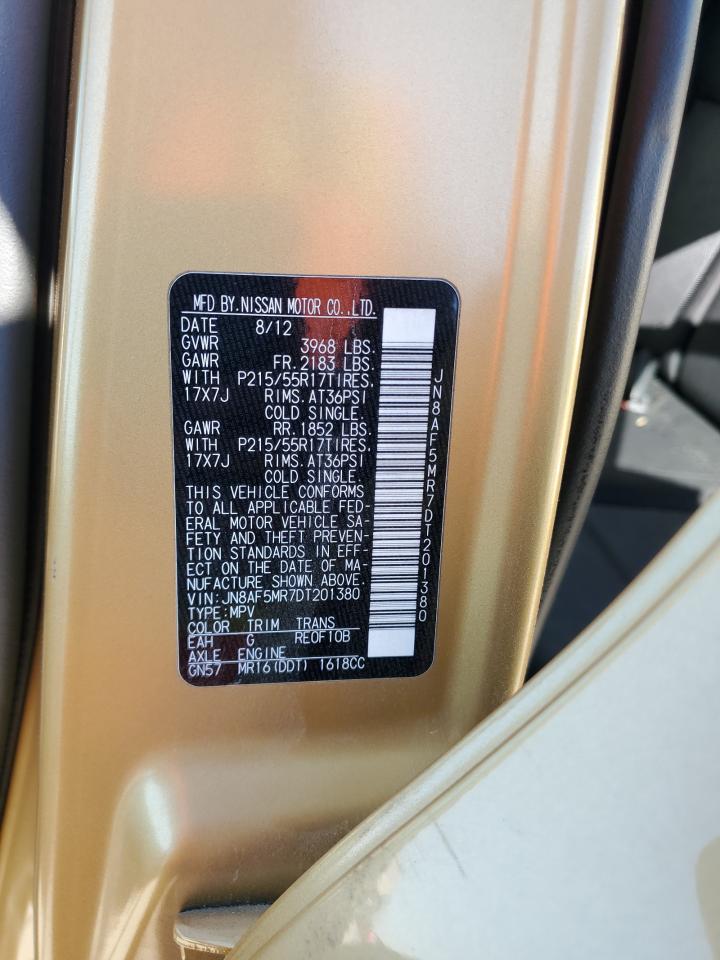 MFD BY.NISSAN MOTOR CO.,LTD.
DATE 8/12
GVWR 3968 LBS.
GAWR FR.2183 LBS.
WITH P215/55R17TIRES,
17X7J RIMS.AT36PSI
COLD SINGLE.
GAWR RR.1852 LBS.
WITH P215/55R17TIRES,
17X7J RIMS.AT36PSI
COLD SINGLE.
THIS VEHICLE CONFORMS
TO ALL APPLICABLE FED-
ERAL MOTOR VEHICLE SA-
FETY AND THEFT PREVEN-
TION STANDARDS IN EFF-
ECT ON THE DATE OF MA-
NUFACTURE SHOWN ABOVE.
VIN:JN8AF5MR7DT201380
TYPE:MPV
COLOR TRIM TRANS
EAH G RE0F10B
AXLE ENGINE
GN57 MR16(DDT) 1618CC
JN8AF5MR7DT201380